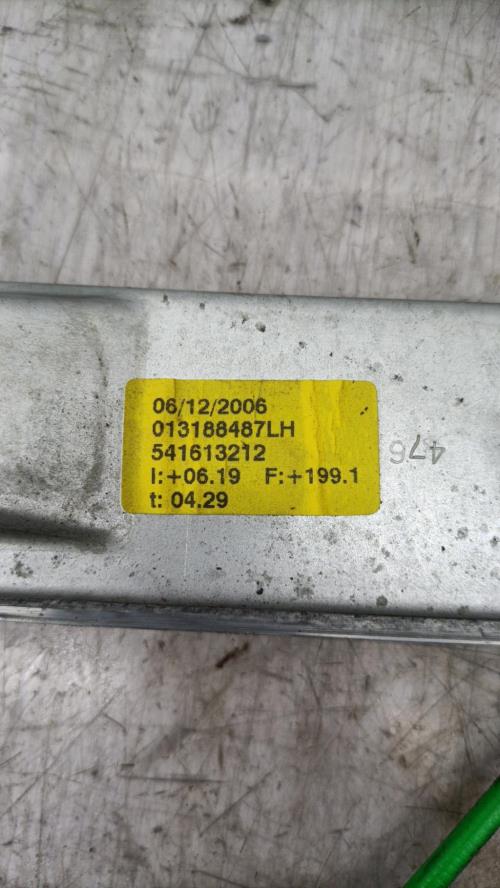 06/12/2006
013188487LH
541613212
I:+06.19 F:+199.1
t: 04.29
476